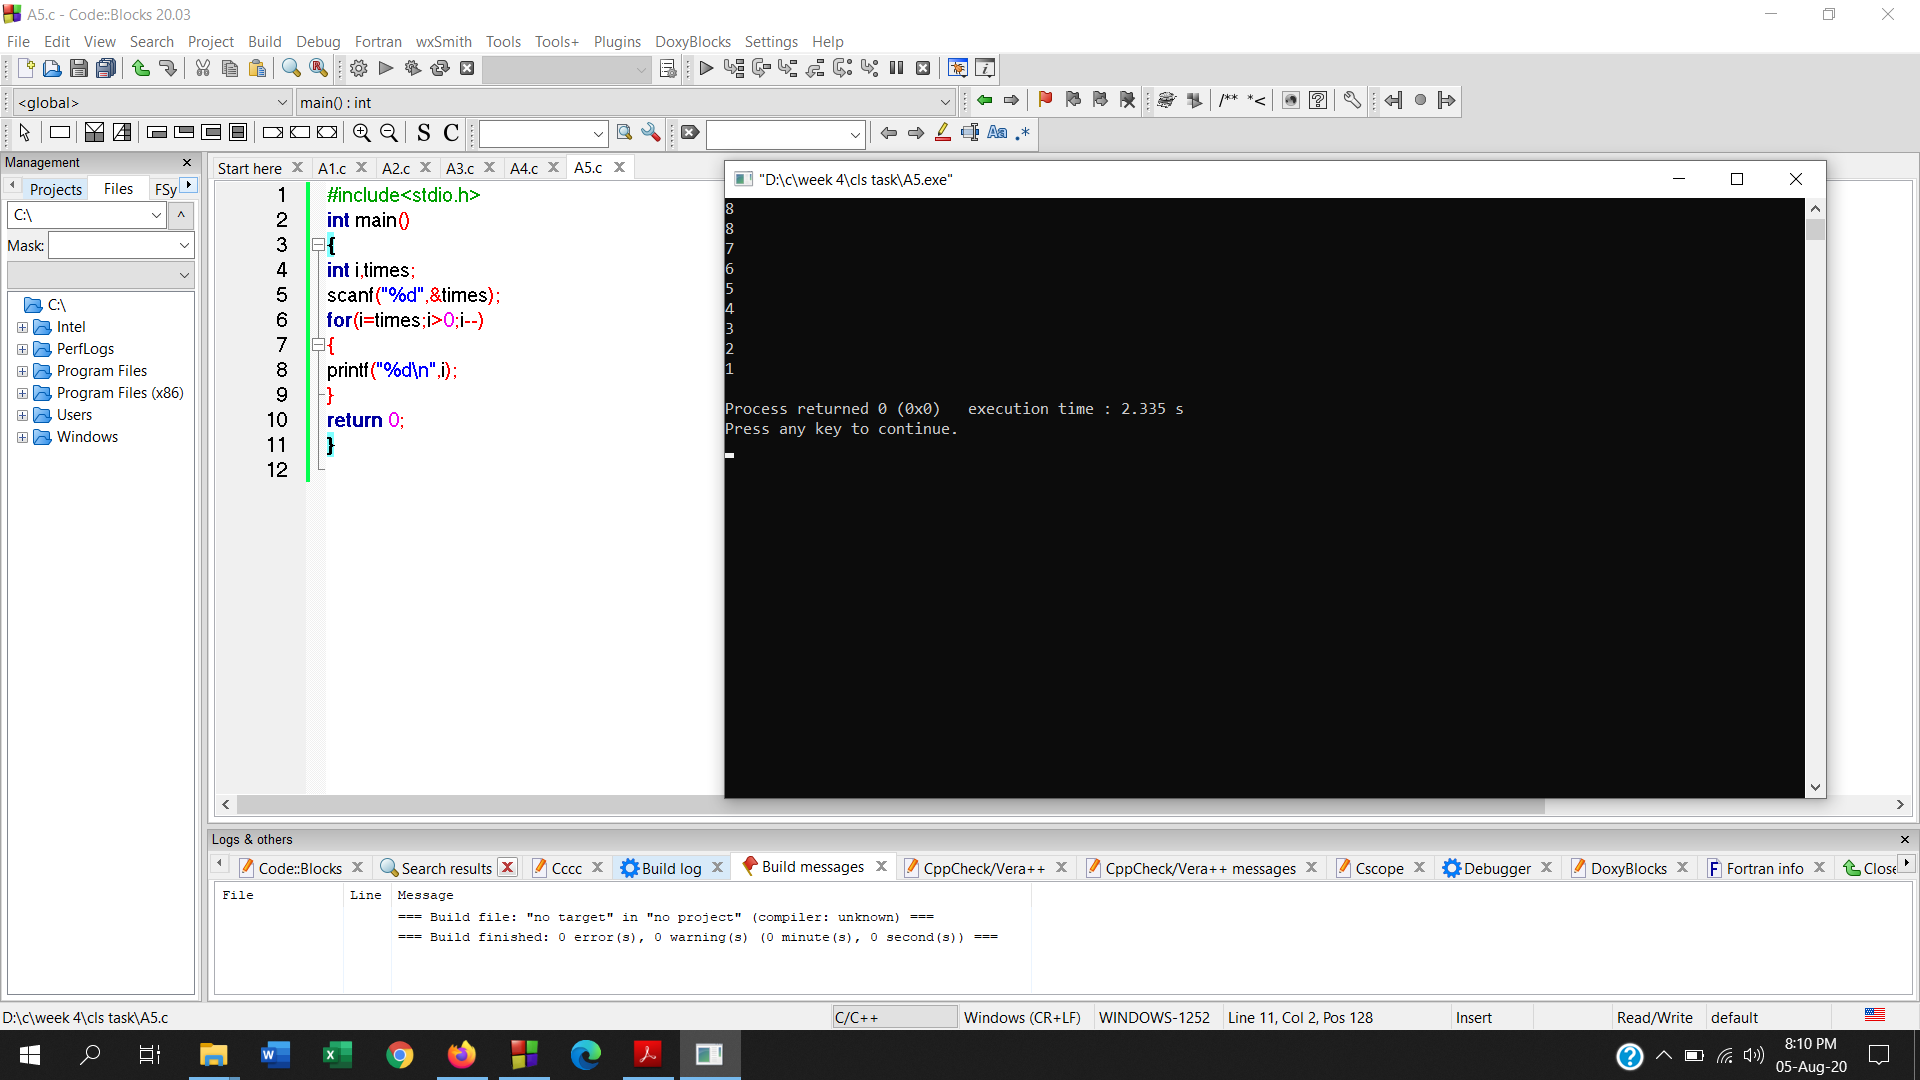 A5.c - Code::Blocks 20.03
File Edit View Search Project Build Debug Fortran wxSmith Tools Tools+ Plugins DoxyBlocks Settings Help
<global> main() : int
/** *<
S C Aa .*
Management
Projects Files FSy
C:\ ^
Mask:
C:\
Intel
PerfLogs
Program Files
Program Files (x86)
Users
Windows
Start here A1.c A2.c A3.c A4.c A5.c
1 #include<stdio.h>
2 int main()
3 {
4 int i,times;
5 scanf("%d",&times);
6 for(i=times;i>0;i--)
7 {
8 printf("%d\n",i);
9 }
10 return 0;
11 }
12
"D:\c\week 4\cls task\A5.exe"
8
8
7
6
5
4
3
2
1
Process returned 0 (0x0)   execution time : 2.335 s
Press any key to continue.
Logs & others
Code::Blocks Search results Cccc Build log Build messages CppCheck/Vera++ CppCheck/Vera++ messages Cscope Debugger DoxyBlocks Fortran info Close
File Line Message
=== Build file: "no target" in "no project" (compiler: unknown) ===
=== Build finished: 0 error(s), 0 warning(s) (0 minute(s), 0 second(s)) ===
D:\c\week 4\cls task\A5.c C/C++ Windows (CR+LF) WINDOWS-1252 Line 11, Col 2, Pos 128 Insert Read/Write default
8:10 PM
05-Aug-20